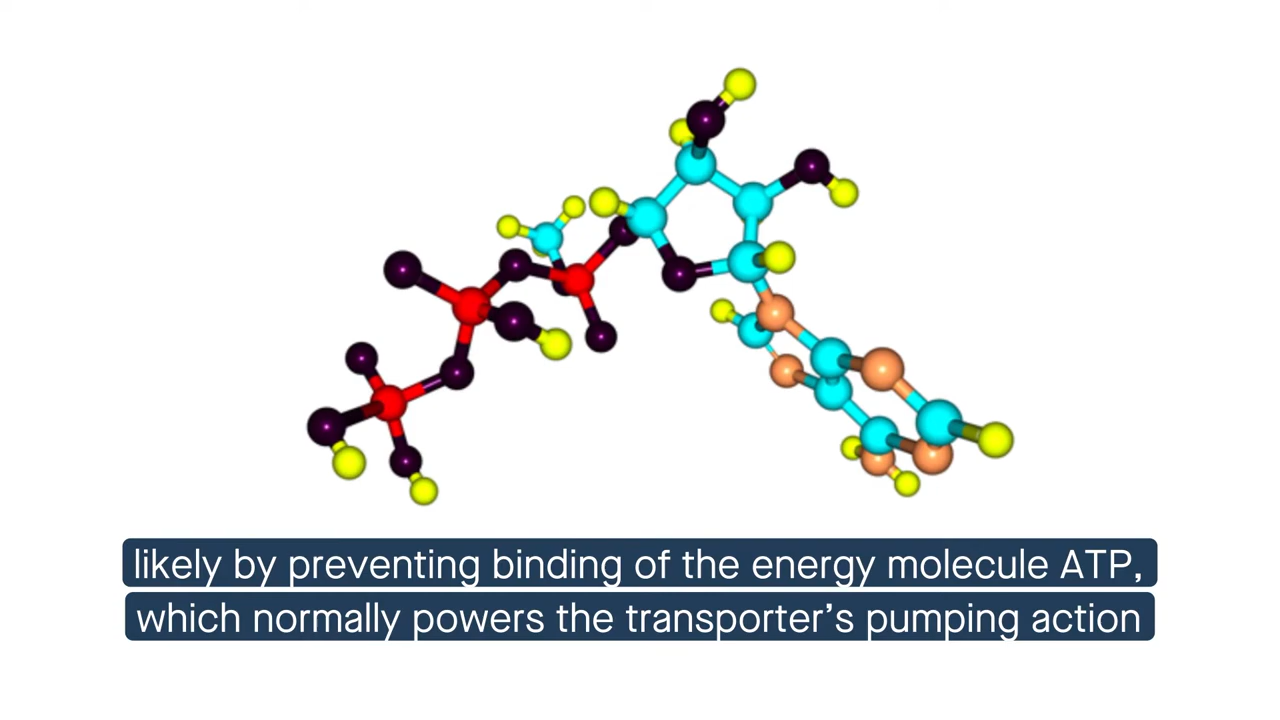 likely by preventing binding of the energy molecule ATP,
which normally powers the transporter’s pumping action